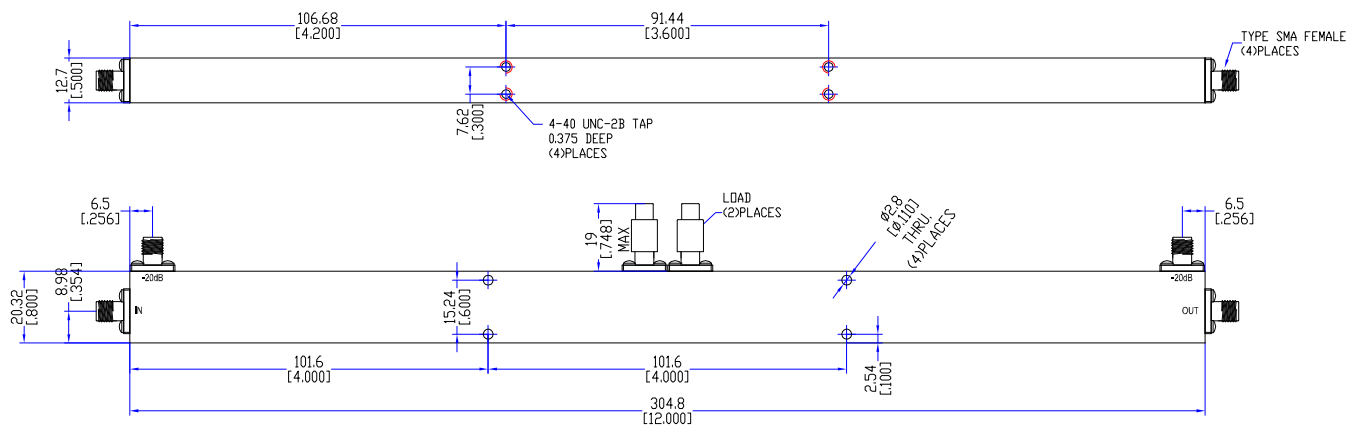 106.68
[4.200]
91.44
[3.600]
TYPE SMA FEMALE
(4)PLACES
12.7
[.500]
7.62
[.300]
4-40 UNC-2B TAP
0.375 DEEP
(4)PLACES
6.5
[.256]
19
[.748]
MAX
LOAD
(2)PLACES
Ø2.8
[Ø.110]
THRU.
(4)PLACES
6.5
[.256]
-20dB
-20dB
20.32
[.800]
8.98
[.354]
IN
15.24
[.600]
OUT
101.6
[4.000]
101.6
[4.000]
2.54
[.100]
304.8
[12.000]